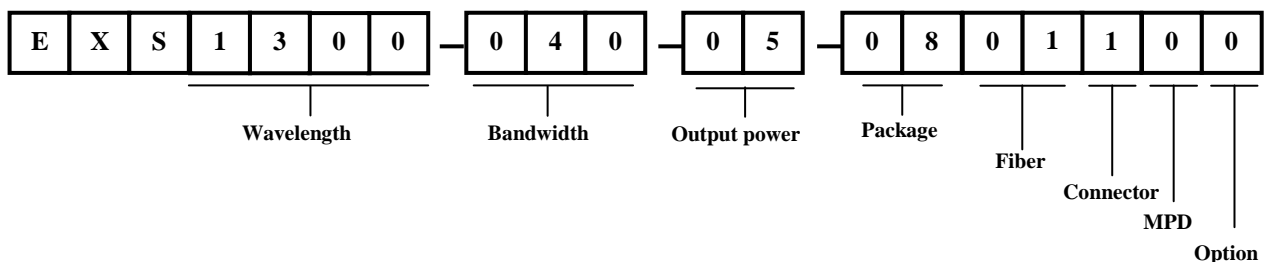 E X S 1 3 0 0 – 0 4 0 – 0 5 – 0 8 0 1 1 0 0
Wavelength Bandwidth Output power Package
Fiber
Connector
MPD
Option